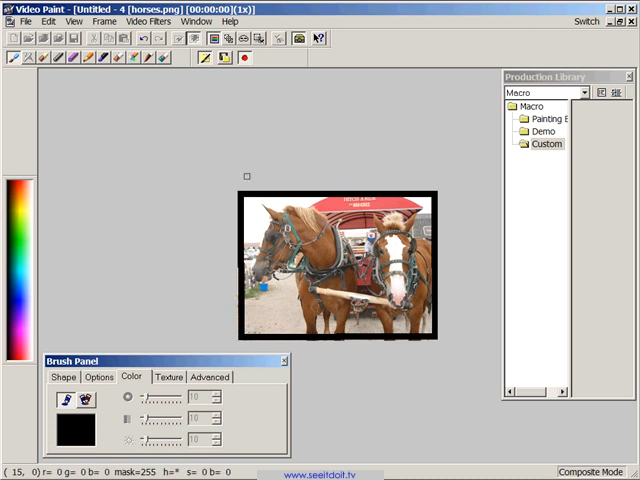 Video Paint - [Untitled - 4 [horses.png] [00:00:00](1x)]
File Edit View Frame Video Filters Window Help Switch
Production Library
Macro
Macro
Painting E
Demo
Custom
Brush Panel
Shape Options Color Texture Advanced
10
10
10
( 15, 0) r= 0 g= 0 b= 0 mask=255 h=* s= 0 b= 0
www.seeitdoit.tv
Composite Mode